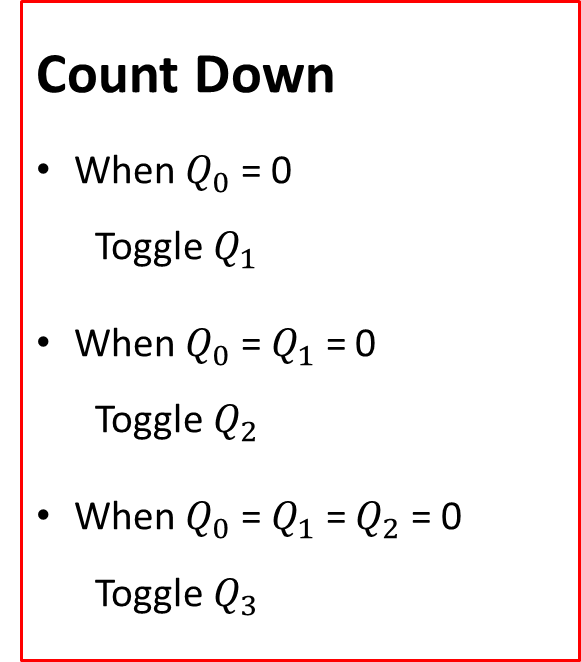 Count Down
• When Q₀ = 0
Toggle Q₁
• When Q₀ = Q₁ = 0
Toggle Q₂
• When Q₀ = Q₁ = Q₂ = 0
Toggle Q₃